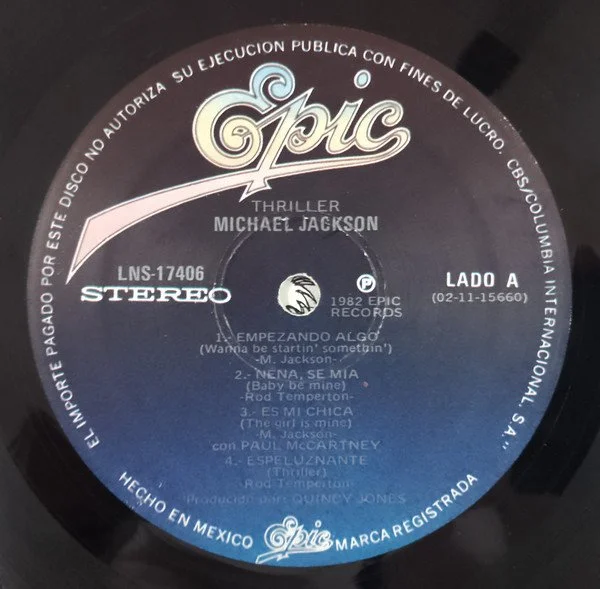 EL IMPORTE PAGADO POR ESTE DISCO NO AUTORIZA SU EJECUCION PUBLICA CON FINES DE LUCRO. CBS/COLUMBIA INTERNACIONAL, S.A."
Epic
THRILLER
MICHAEL JACKSON
LNS-17406
STEREO
P
1982 EPIC
RECORDS
LADO A
(02-11-15660)
1.- EMPEZANDO ALGO
(Wanna be startin' somethin')
-M. Jackson-
2.- NENA, SE MIA
(Baby be mine)
-Rod Temperton-
3.- ES MI CHICA
(The girl is mine)
-M. Jackson-
con PAUL McCARTNEY
4.- ESPELUZNANTE
(Thriller)
Rod Temperton-
Producción por: QUINCY JONES
HECHO EN MEXICO
Epic
MARCA REGISTRADA